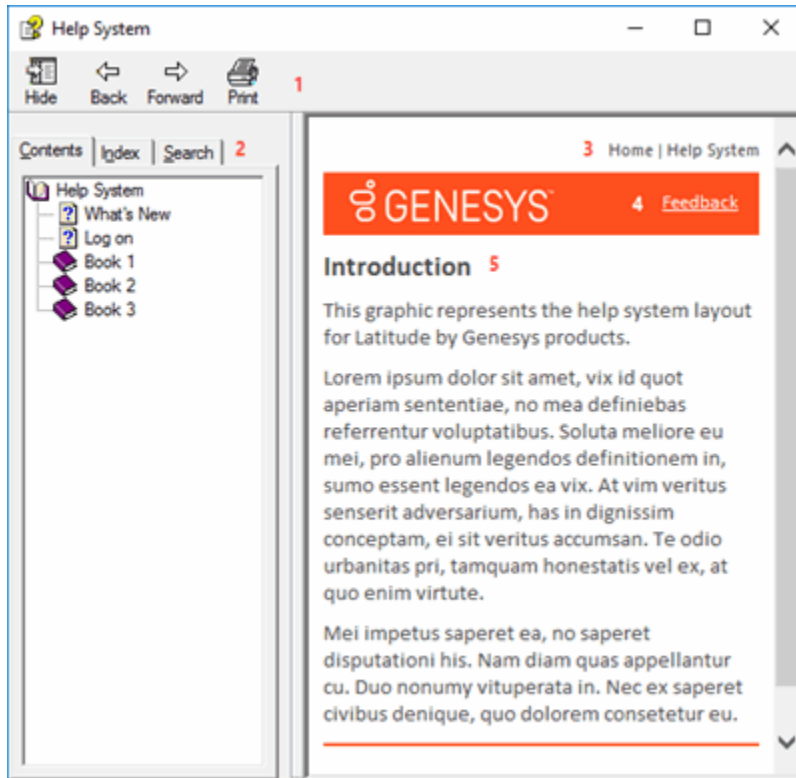 Help System
Hide Back Forward Print 1
Contents Index Search 2
Help System
What's New
Log on
Book 1
Book 2
Book 3
3 Home | Help System
GENESYS™ 4 Feedback
Introduction 5
This graphic represents the help system layout
for Latitude by Genesys products.
Lorem ipsum dolor sit amet, vix id quot
aperiam sententiae, no mea definiebas
referrentur voluptatibus. Soluta meliore eu
mei, pro alienum legendos definitionem in,
sumo essent legendos ea vix. At vim veritus
senserit adversarium, has in dignissim
conceptam, ei sit veritus accumsan. Te odio
urbanitas pri, tamquam honestatis vel ex, at
quo enim virtute.
Mei impetus saperet ea, no saperet
disputationi his. Nam diam quas appellantur
cu. Duo nonumy vituperata in. Nec ex saperet
civibus denique, quo dolorem consetetur eu.